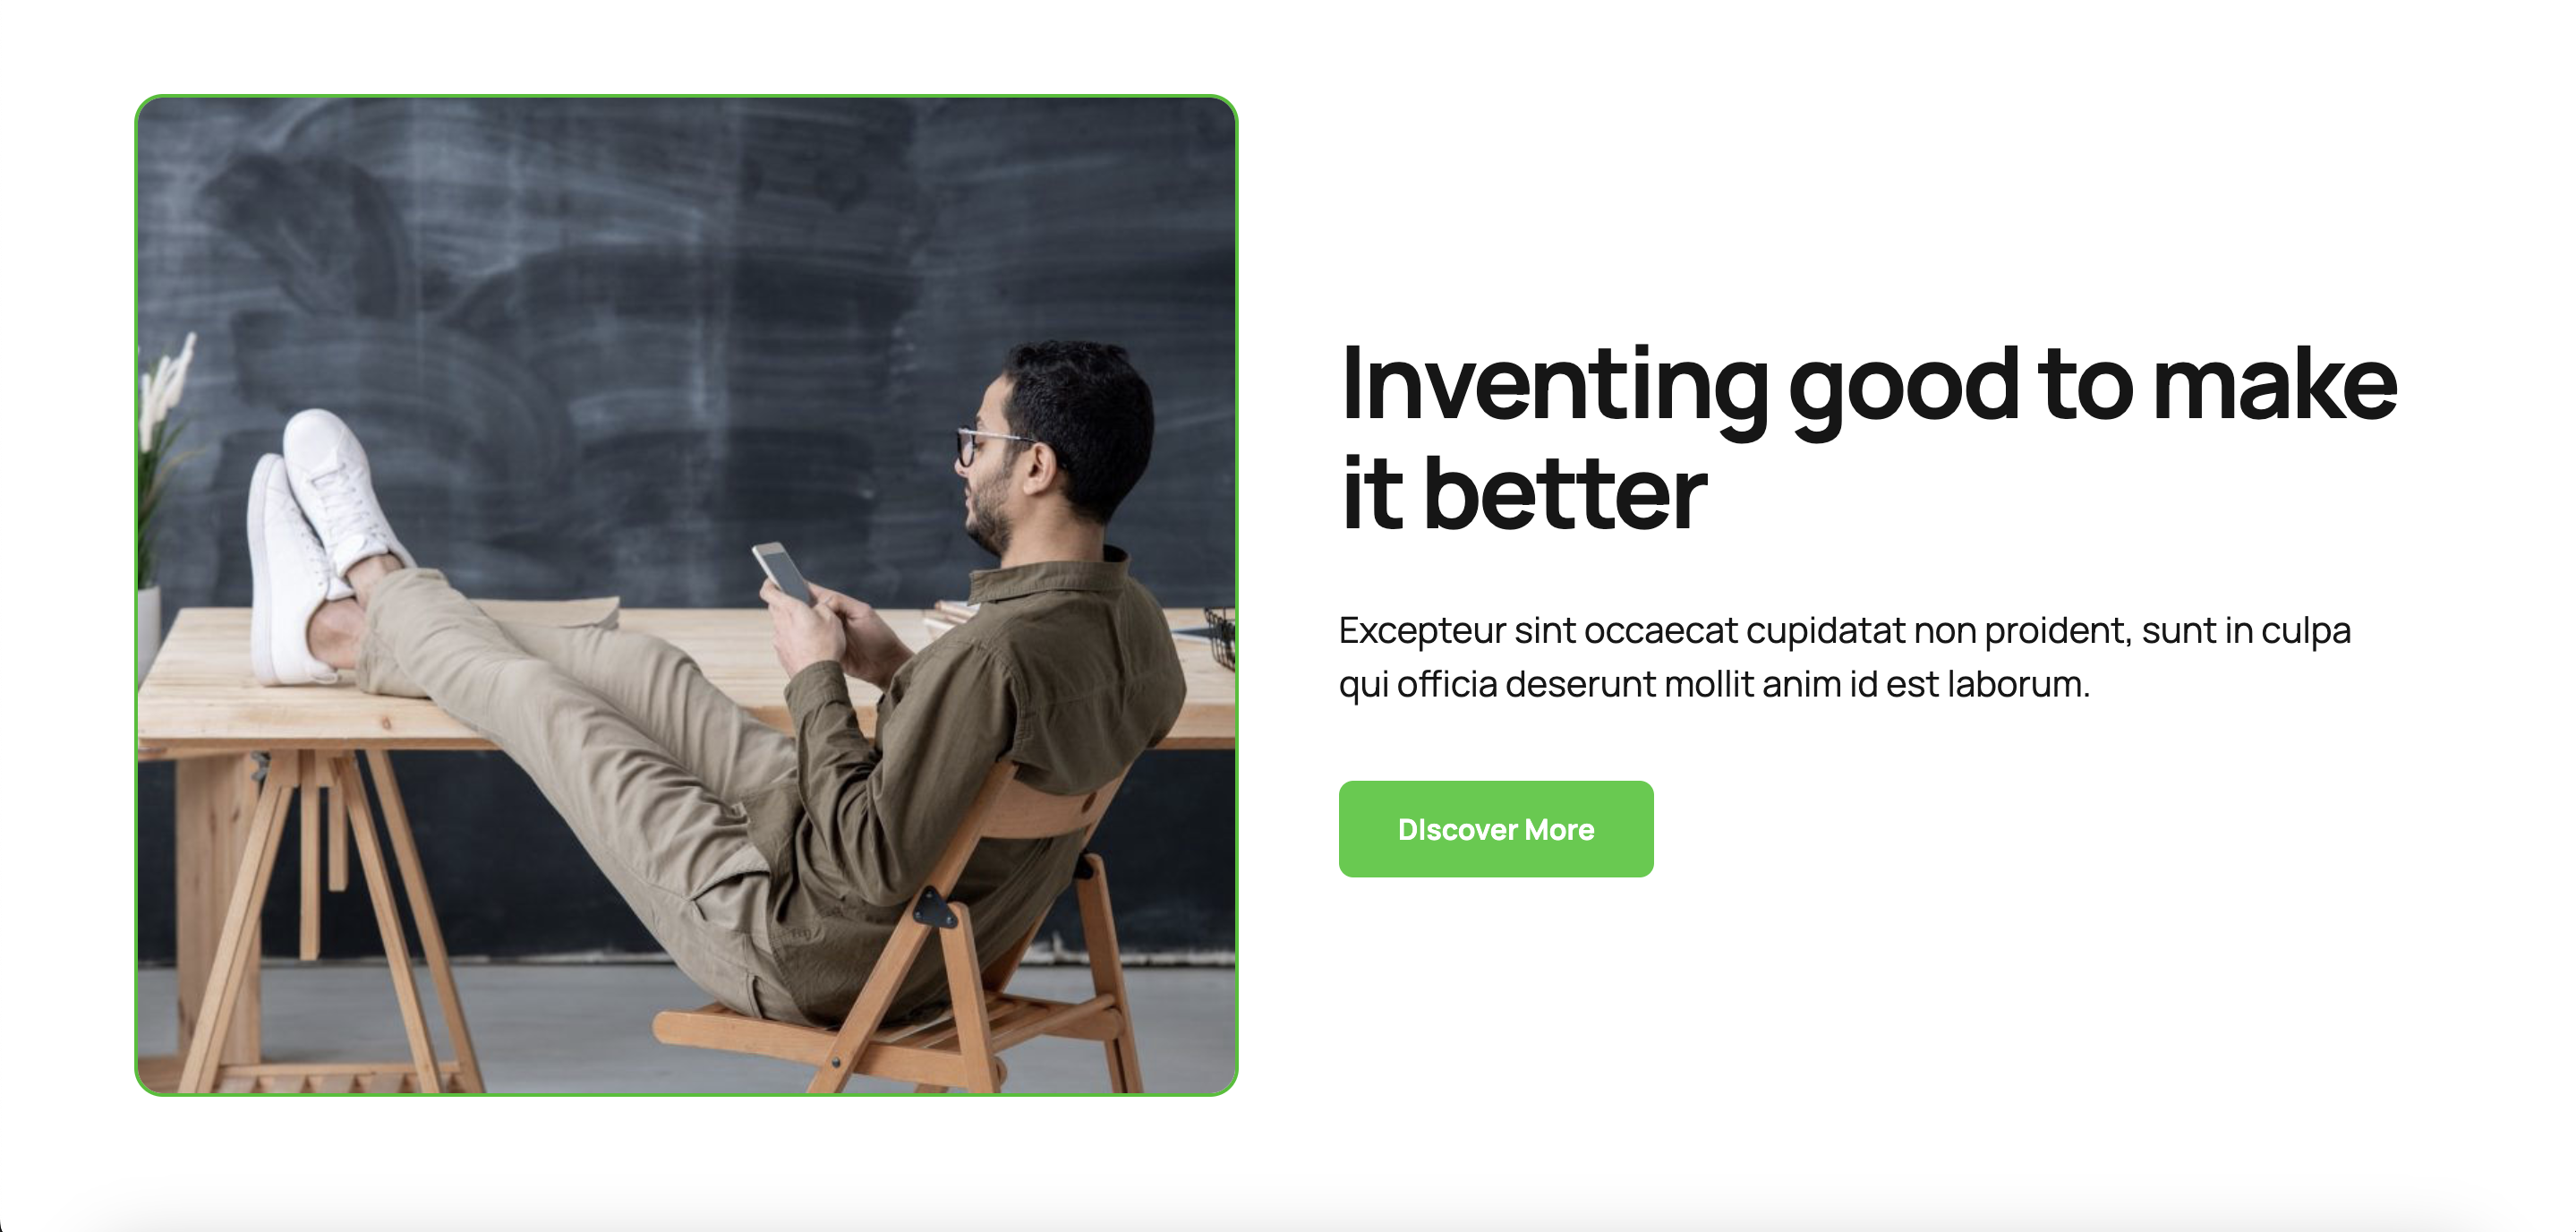 Inventing good to make
it better
Excepteur sint occaecat cupidatat non proident, sunt in culpa
qui officia deserunt mollit anim id est laborum.
DIscover More